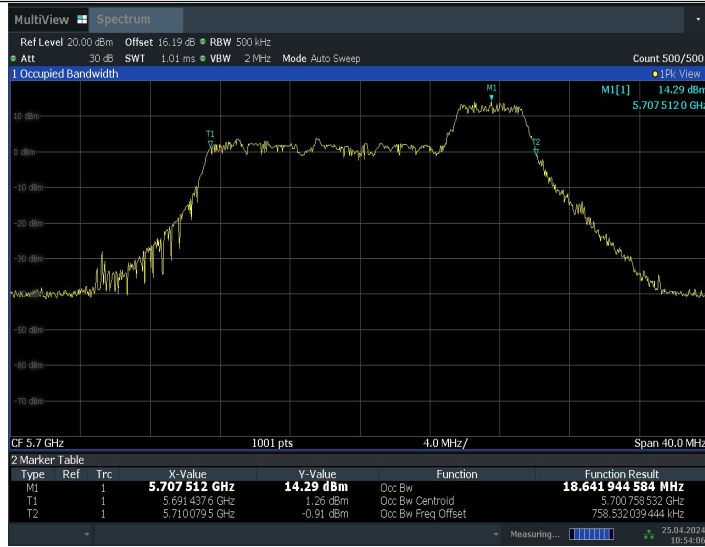 MultiView Spectrum
Ref Level 20.00 dBm Offset 16.19 dB RBW 500 kHz
Att 30 dB SWT 1.01 ms VBW 2 MHz Mode Auto Sweep Count 500/500
1 Occupied Bandwidth 1Pk View
M1[1] 14.29 dBm
5.707 512 0 GHz
M1
10 dBm
T1
T2
0 dBm
-10 dBm
-20 dBm
-30 dBm
-50 dBm
-60 dBm
-70 dBm
CF 5.7 GHz 1001 pts 4.0 MHz/ Span 40.0 MHz
2 Marker Table
Type Ref Trc X-Value Y-Value Function Function Result
M1 1 5.707 512 GHz 14.29 dBm Occ Bw 18.641 944 584 MHz
T1 1 5.691 437 6 GHz 1.26 dBm Occ Bw Centroid 5.700 758 532 GHz
T2 1 5.710 079 5 GHz -0.91 dBm Occ Bw Freq Offset 758.532 039 444 kHz
Measuring... 25.04.2024
10:54:06